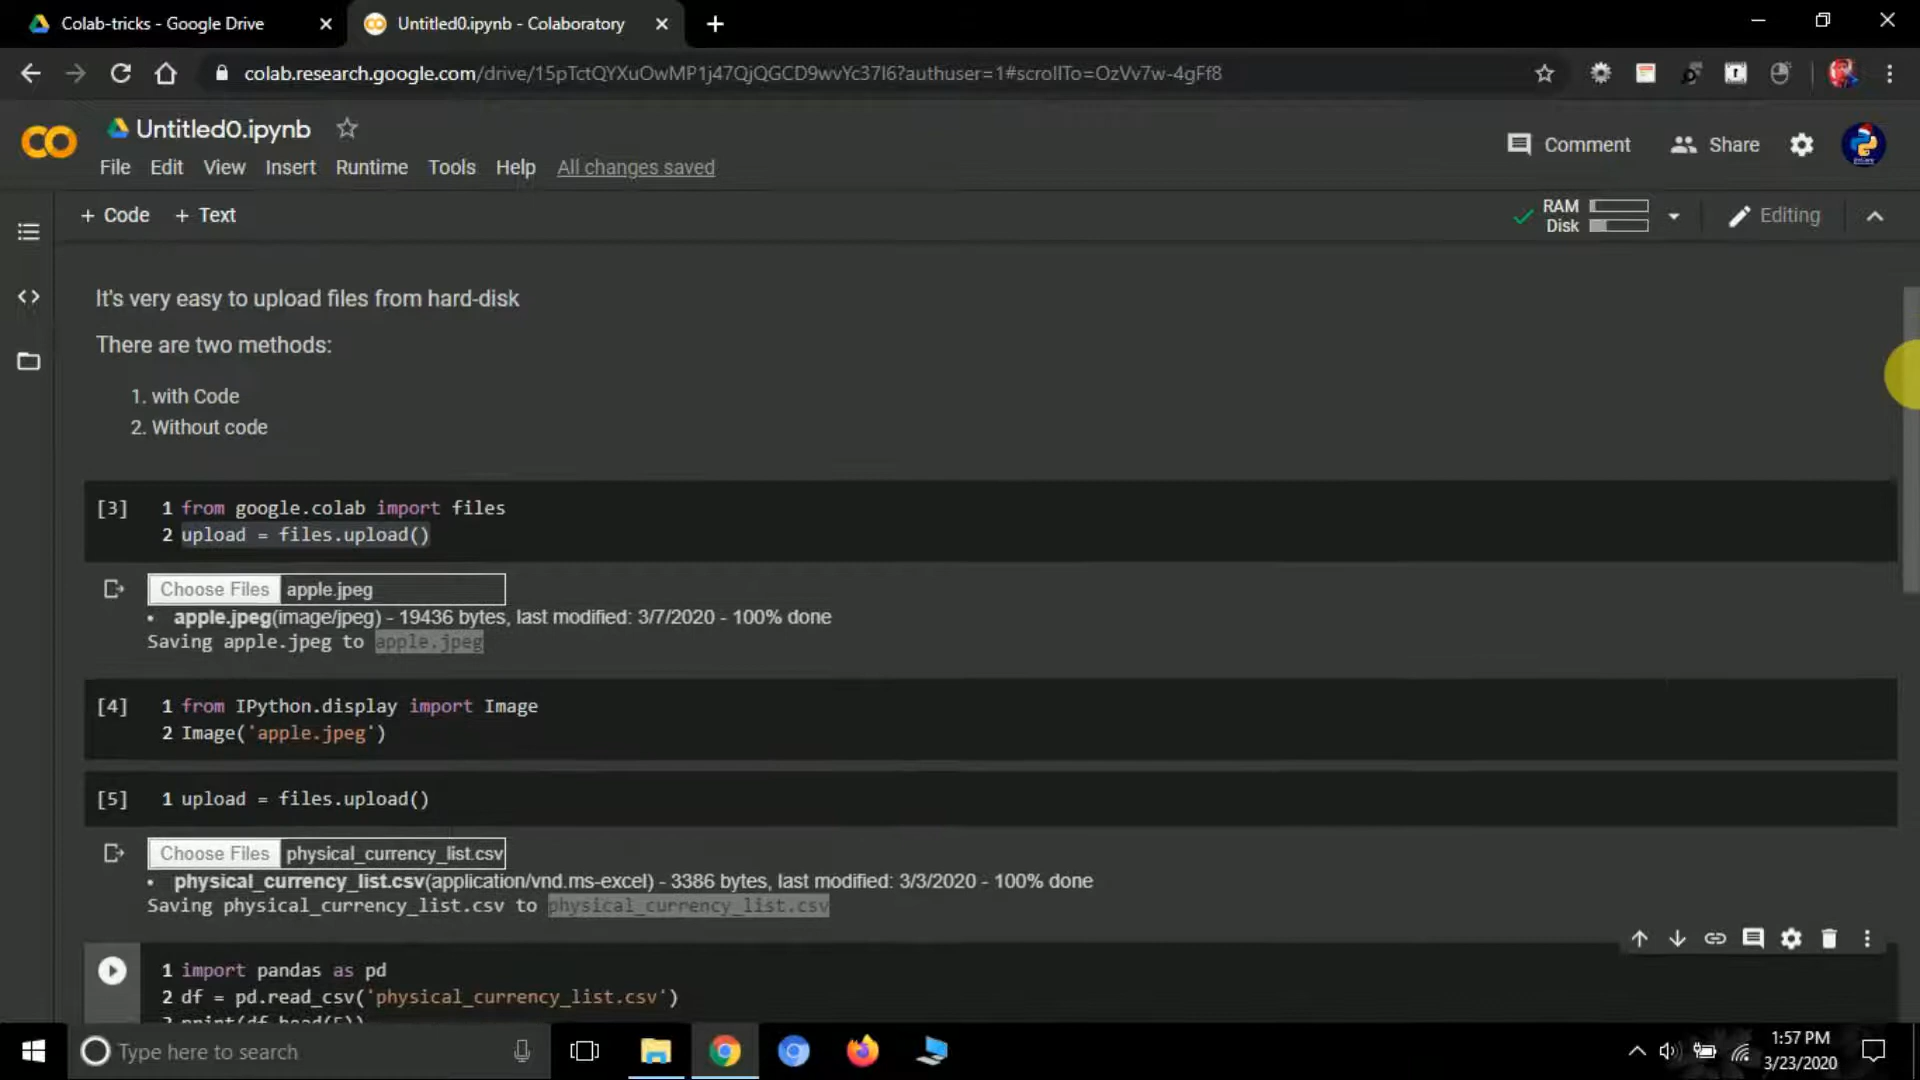 Colab-tricks - Google Drive
Untitled0.ipynb - Colaboratory
colab.research.google.com/drive/15pTctQYXuOwMP1j47QjQGCD9wvYc37I6?authuser=1#scrollTo=OzVv7w-4gFf8
Untitled0.ipynb
File Edit View Insert Runtime Tools Help All changes saved
Comment Share
+ Code + Text
RAM
Disk
Editing
It's very easy to upload files from hard-disk
There are two methods:
1. with Code
2. Without code
[3] 1 from google.colab import files
2 upload = files.upload()
Choose Files apple.jpeg
• apple.jpeg(image/jpeg) - 19436 bytes, last modified: 3/7/2020 - 100% done
Saving apple.jpeg to apple.jpeg
[4] 1 from IPython.display import Image
2 Image('apple.jpeg')
[5] 1 upload = files.upload()
Choose Files physical_currency_list.csv
• physical_currency_list.csv(application/vnd.ms-excel) - 3386 bytes, last modified: 3/3/2020 - 100% done
Saving physical_currency_list.csv to physical_currency_list.csv
1 import pandas as pd
2 df = pd.read_csv('physical_currency_list.csv')
3 print(df.head(5))
Type here to search
1:57 PM
3/23/2020